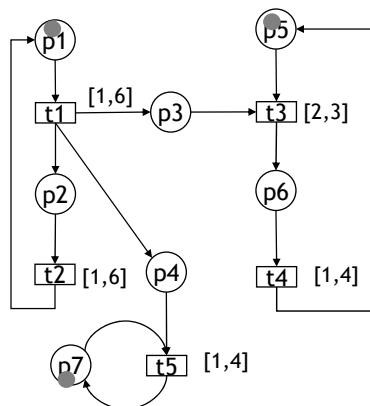 p1
p5
[1,6]
t1
p3
t3
[2,3]
p2
p6
t2
[1,6]
p4
t4
[1,4]
p7
t5
[1,4]